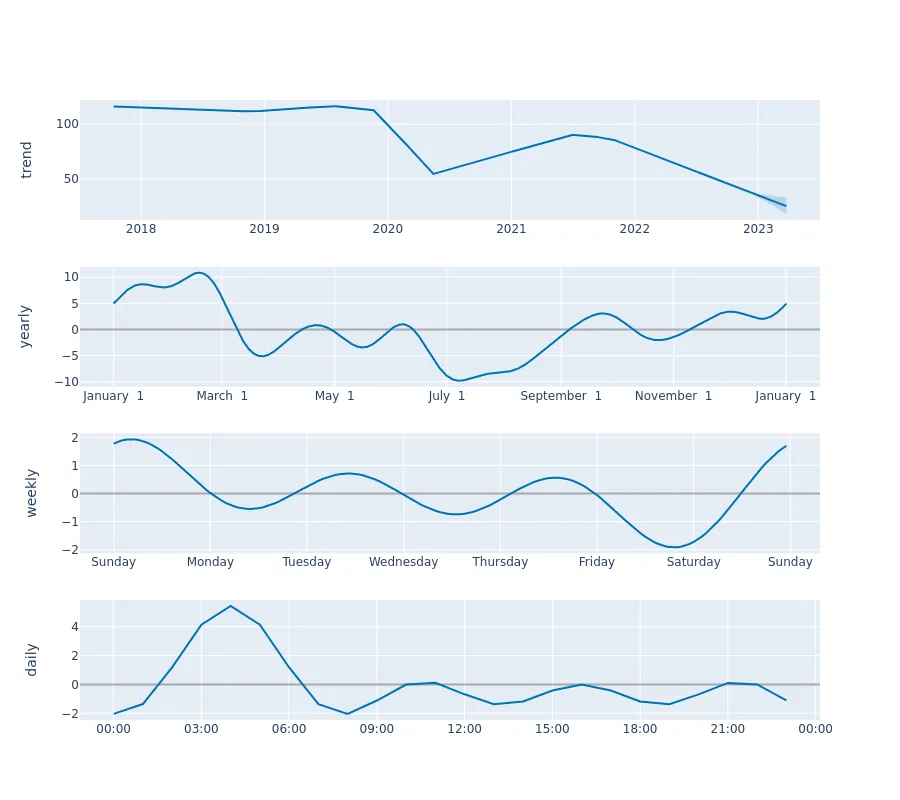 trend
100
50
2018 2019 2020 2021 2022 2023
yearly
10
5
0
−5
−10
January 1 March 1 May 1 July 1 September 1 November 1 January 1
weekly
2
1
0
−1
−2
Sunday Monday Tuesday Wednesday Thursday Friday Saturday Sunday
daily
4
2
0
−2
00:00 03:00 06:00 09:00 12:00 15:00 18:00 21:00 00:00